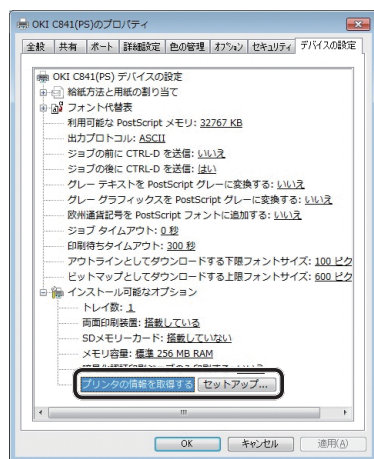 OKI C841(PS)のプロパティ
全般 共有 ポート 詳細設定 色の管理 オプション セキュリティ デバイスの設定
OKI C841(PS) デバイスの設定
給紙方法と用紙の割り当て
フォント代替表
利用可能な PostScript メモリ: 32767 KB
出力プロトコル: ASCII
ジョブの前に CTRL-D を送信: いいえ
ジョブの後に CTRL-D を送信: はい
グレー テキストを PostScript グレーに変換する: いいえ
グレー グラフィックスを PostScript グレーに変換する: いいえ
欧州通貨記号を PostScript フォントに追加する: いいえ
ジョブ タイムアウト: 0 秒
印刷待ちタイムアウト: 300 秒
アウトラインとしてダウンロードする下限フォントサイズ: 100 ピク
ビットマップとしてダウンロードする上限フォントサイズ: 600 ピク
インストール可能なオプション
トレイ数: 1
両面印刷装置: 搭載している
SDメモリーカード: 搭載していない
メモリ容量: 標準 256 MB RAM
プリンタの情報を取得する セットアップ...
OK キャンセル 適用(A)